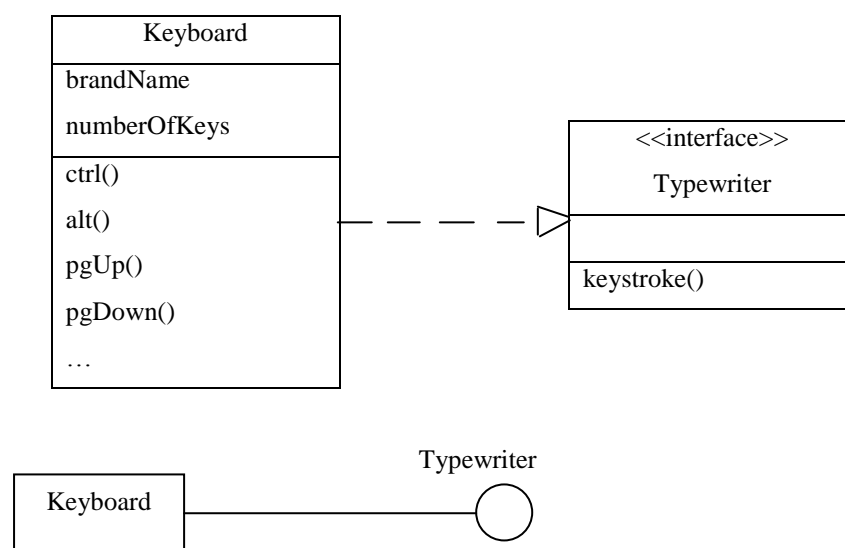 Keyboard
brandName
numberOfKeys
ctrl()
alt()
pgUp()
pgDown()
…
<<interface>>
Typewriter
keystroke()
Typewriter
Keyboard